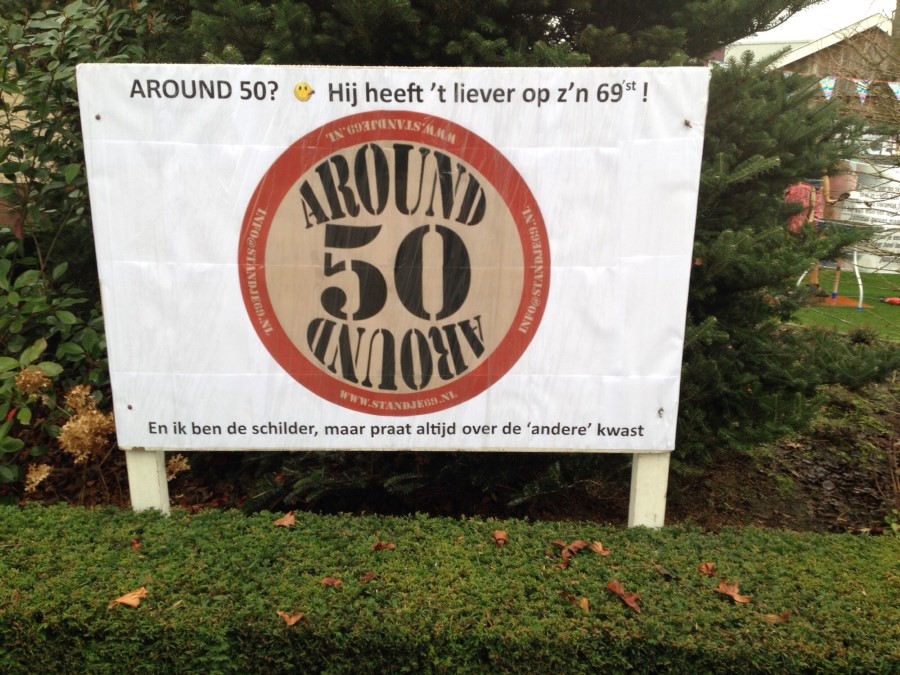 AROUND 50? Hij heeft 't liever op z'n 69'st !
WWW.STANDJE69.NL
AROUND
50
AROUND
INFO@STANDJE69.NL
INFO@STANDJE69.NL
WWW.STANDJE69.NL
En ik ben de schilder, maar praat altijd over de 'andere' kwast